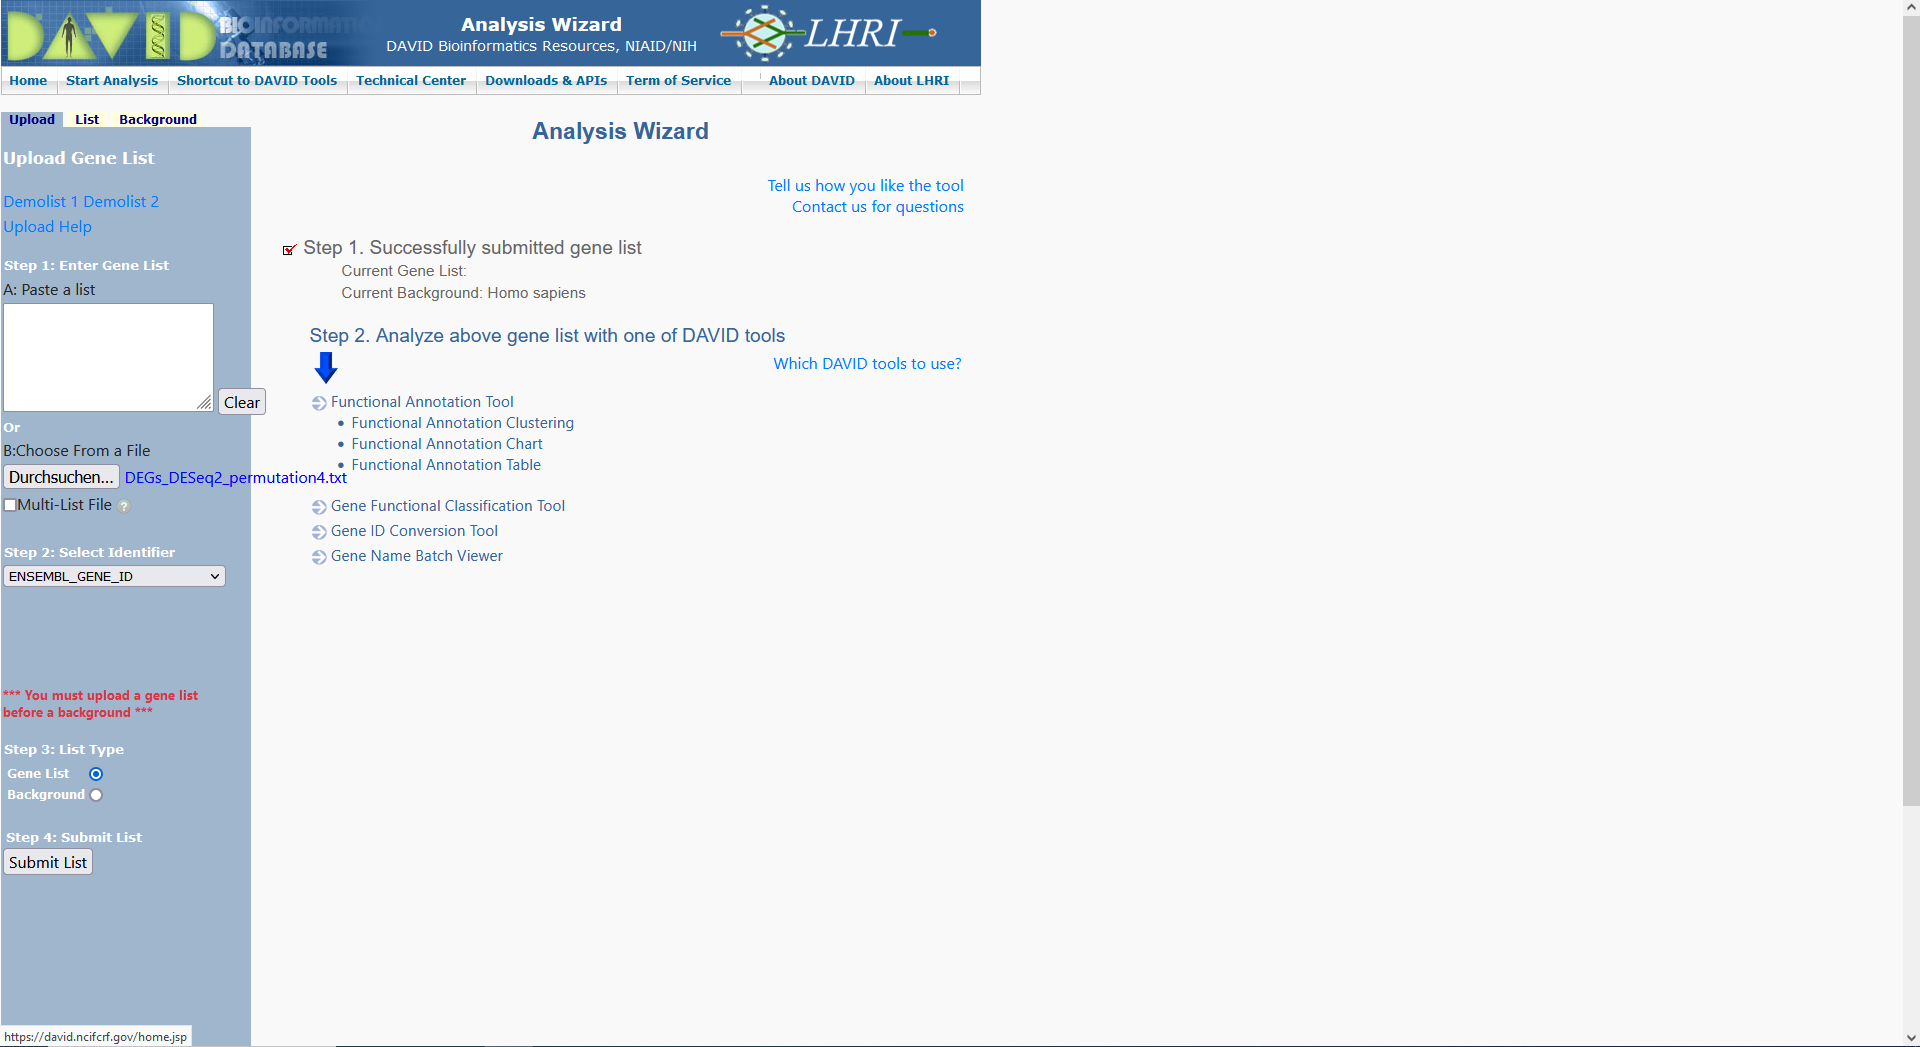 DAVID BIOINFORMATICS DATABASE
Analysis Wizard
DAVID Bioinformatics Resources, NIAID/NIH
LHRI
Home Start Analysis Shortcut to DAVID Tools Technical Center Downloads & APIs Term of Service About DAVID About LHRI
Upload List Background
Upload Gene List
Demolist 1 Demolist 2
Upload Help
Step 1: Enter Gene List
A: Paste a list
Clear
Or
B:Choose From a File
Durchsuchen... DEGs_DESeq2_permutation4.txt
Multi-List File ?
Step 2: Select Identifier
ENSEMBL_GENE_ID
*** You must upload a gene list
before a background ***
Step 3: List Type
Gene List
Background
Step 4: Submit List
Submit List
Analysis Wizard
Tell us how you like the tool
Contact us for questions
Step 1. Successfully submitted gene list
Current Gene List:
Current Background: Homo sapiens
Step 2. Analyze above gene list with one of DAVID tools
Which DAVID tools to use?
Functional Annotation Tool
• Functional Annotation Clustering
• Functional Annotation Chart
• Functional Annotation Table
Gene Functional Classification Tool
Gene ID Conversion Tool
Gene Name Batch Viewer
https://david.ncifcrf.gov/home.jsp